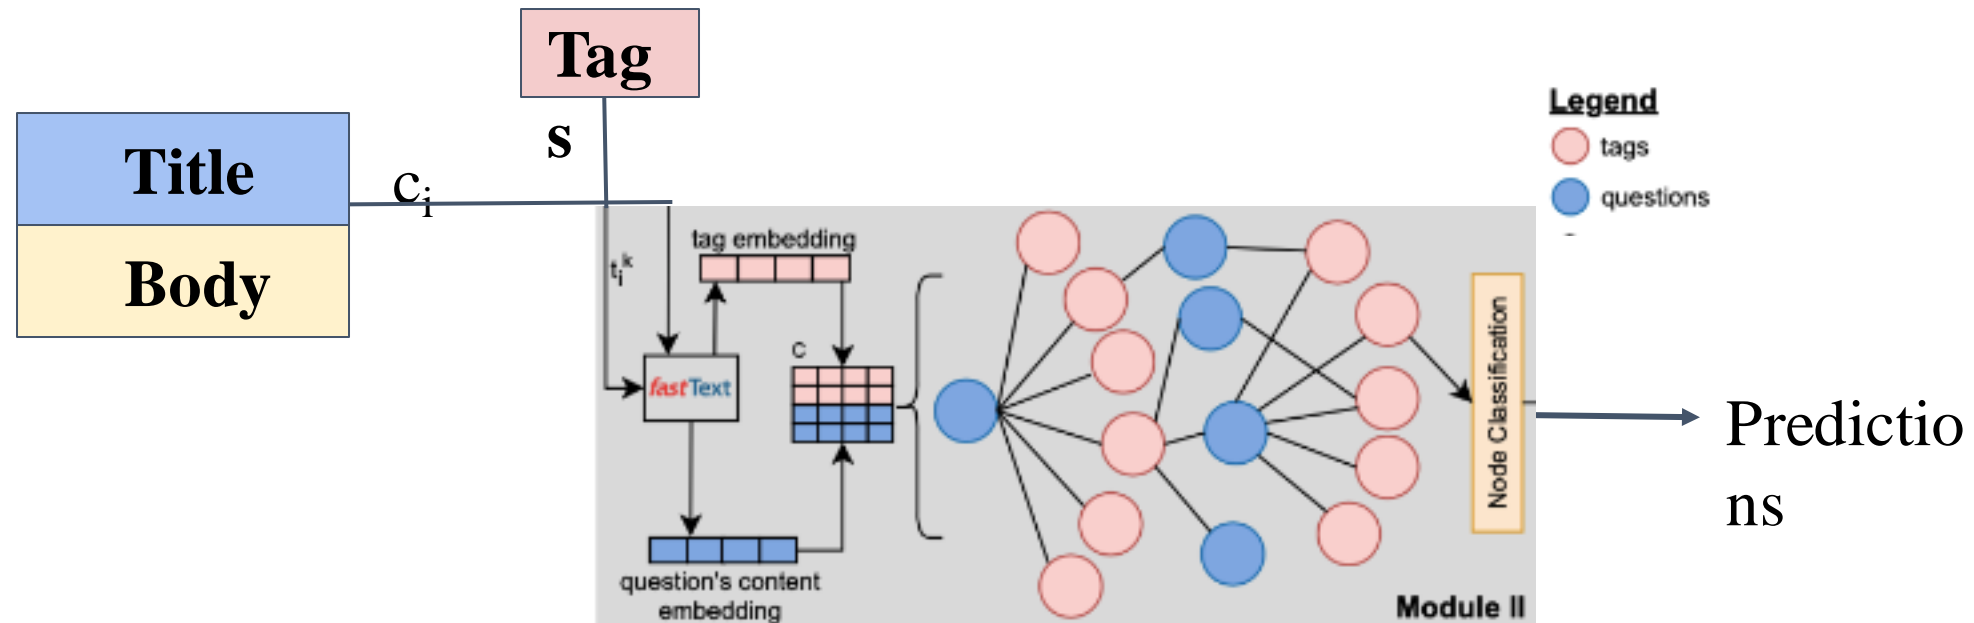 Tag
s
Title
Body
ci
Legend
tags
questions
tag embedding
tik
C
fastText
question's content
embedding
Node Classification
Module II
Predictio
ns